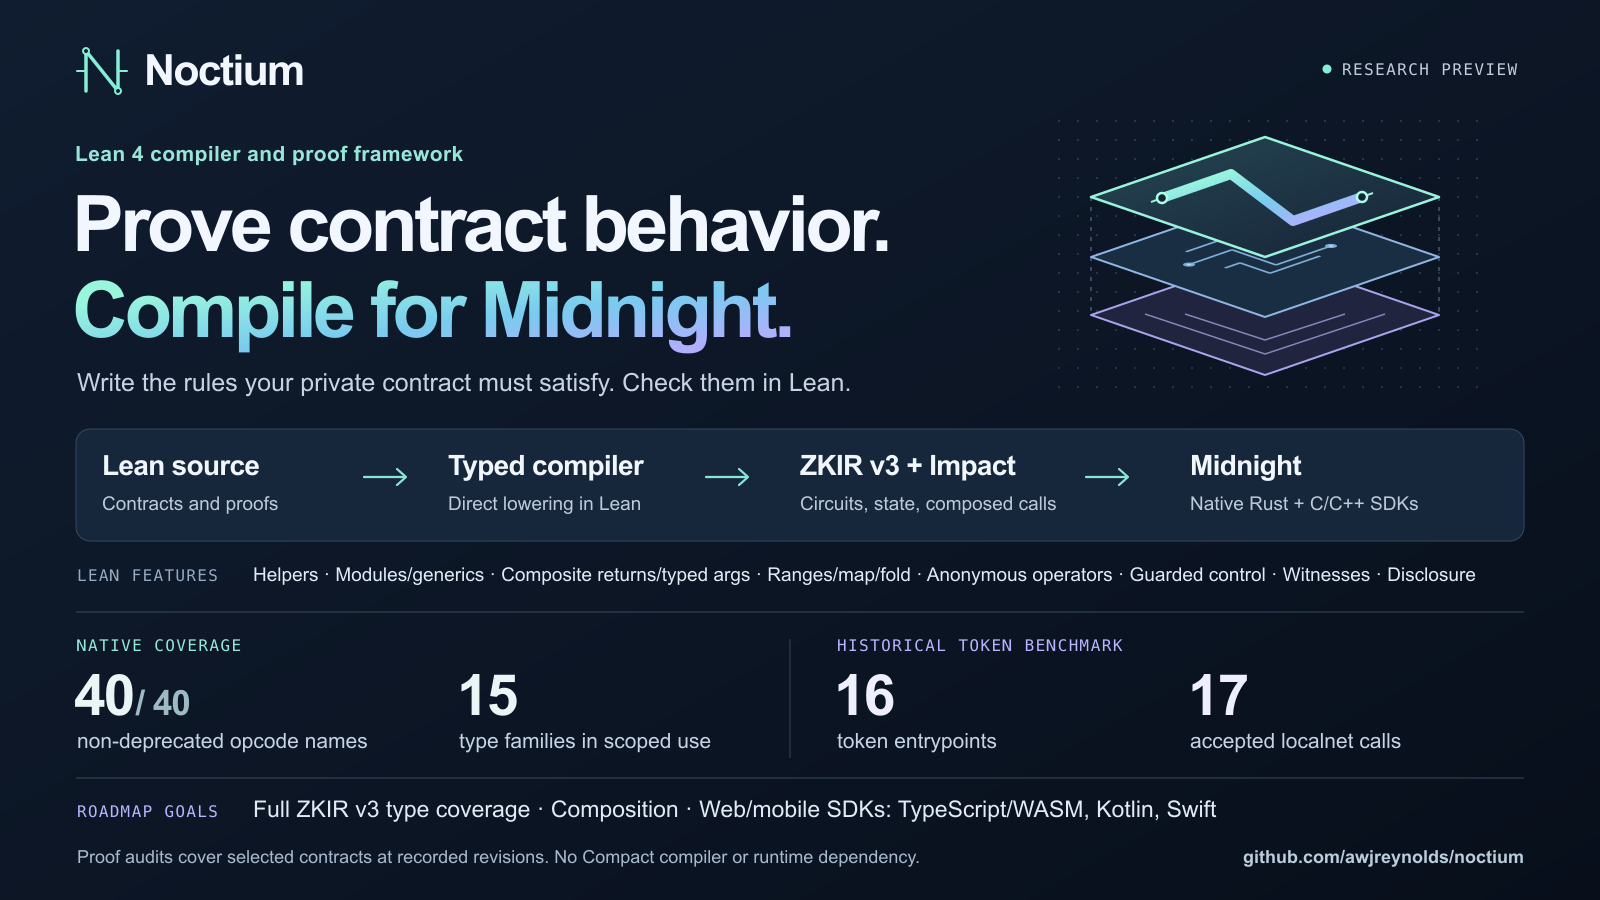 Noctium
RESEARCH PREVIEW
Lean 4 compiler and proof framework
Prove contract behavior.
Compile for Midnight.
Write the rules your private contract must satisfy. Check them in Lean.
Lean source
Contracts and proofs
Typed compiler
Direct lowering in Lean
ZKIR v3 + Impact
Circuits, state, composed calls
Midnight
Native Rust + C/C++ SDKs
LEAN FEATURES
Helpers · Modules/generics · Composite returns/typed args · Ranges/map/fold · Anonymous operators · Guarded control · Witnesses · Disclosure
NATIVE COVERAGE
40/ 40
non-deprecated opcode names
15
type families in scoped use
HISTORICAL TOKEN BENCHMARK
16
token entrypoints
17
accepted localnet calls
ROADMAP GOALS
Full ZKIR v3 type coverage · Composition · Web/mobile SDKs: TypeScript/WASM, Kotlin, Swift
Proof audits cover selected contracts at recorded revisions. No Compact compiler or runtime dependency.
github.com/awjreynolds/noctium